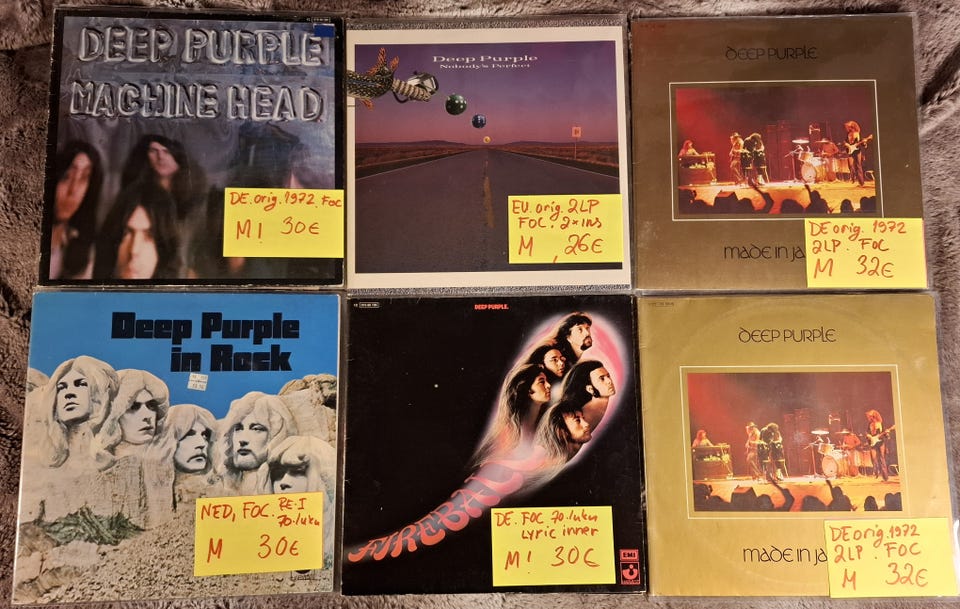 DEEP PURPLE
MACHINE HEAD
DE. orig. 1972. FOC
M! 30€
Deep Purple
Nobody's Perfect
EU. orig. 2LP
FOC. 2x ins
M 26€
DEEP PURPLE
made in ja
DE orig. 1972
2LP. FOC
M 32€
Deep Purple
in Rock
NED, FOC. RE-I
70-luku
M 30€
DEEP PURPLE.
FIREBAL
DE. FOC. 70-luku
Lyric inner
M! 30€
EMI
DEEP PURPLE
made in ja
DE orig. 1972
2LP. FOC
M 32€